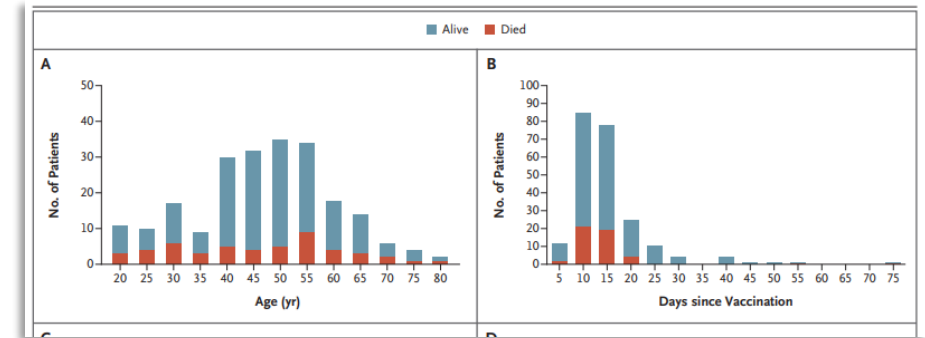 Alive Died
A
50
40
30
20
10
0
No. of Patients
20 25 30 35 40 45 50 55 60 65 70 75 80
Age (yr)
B
100
90
80
70
60
50
40
30
20
10
0
No. of Patients
5 10 15 20 25 30 35 40 45 50 55 60 65 70 75
Days since Vaccination